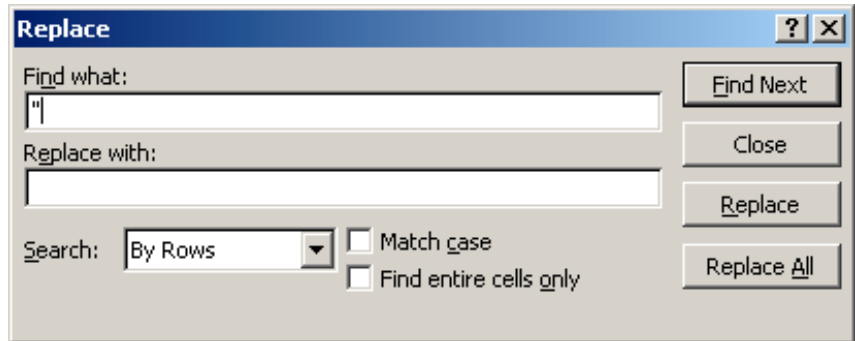 Replace
Find what:
"
Replace with:
Search:
By Rows
Match case
Find entire cells only
Find Next
Close
Replace
Replace All